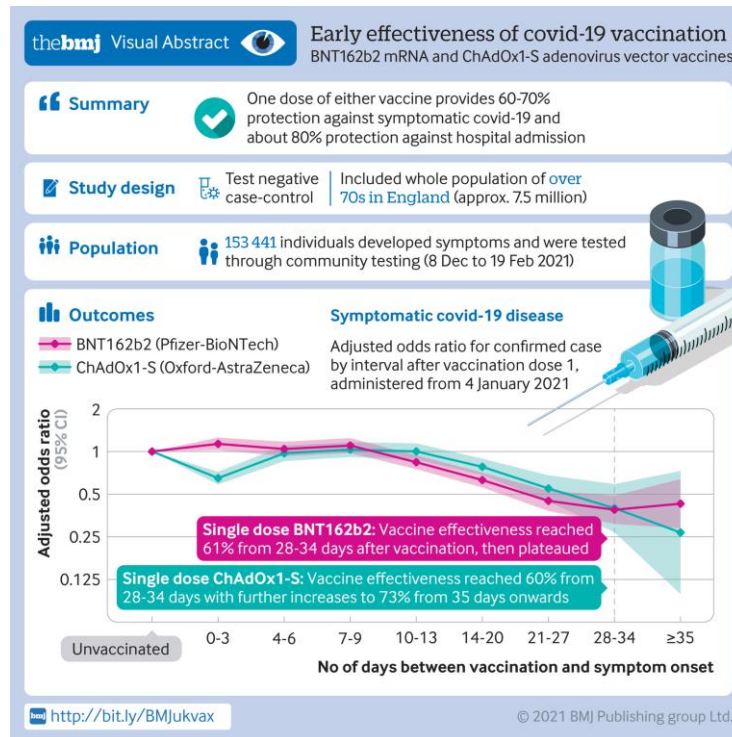 thebmj Visual Abstract
Early effectiveness of covid-19 vaccination
BNT162b2 mRNA and ChAdOx1-S adenovirus vector vaccines
Summary
One dose of either vaccine provides 60-70%
protection against symptomatic covid-19 and
about 80% protection against hospital admission
Study design
Test negative
case-control
Included whole population of over
70s in England (approx. 7.5 million)
Population
153 441 individuals developed symptoms and were tested
through community testing (8 Dec to 19 Feb 2021)
Outcomes
BNT162b2 (Pfizer-BioNTech)
ChAdOx1-S (Oxford-AstraZeneca)
Symptomatic covid-19 disease
Adjusted odds ratio for confirmed case
by interval after vaccination dose 1,
administered from 4 January 2021
Adjusted odds ratio
(95% CI)
2
1
0.5
0.25
0.125
Single dose BNT162b2: Vaccine effectiveness reached
61% from 28-34 days after vaccination, then plateaued
Single dose ChAdOx1-S: Vaccine effectiveness reached 60% from
28-34 days with further increases to 73% from 35 days onwards
Unvaccinated
0-3 4-6 7-9 10-13 14-20 21-27 28-34 ≥35
No of days between vaccination and symptom onset
bmj http://bit.ly/BMJukvax
© 2021 BMJ Publishing group Ltd.